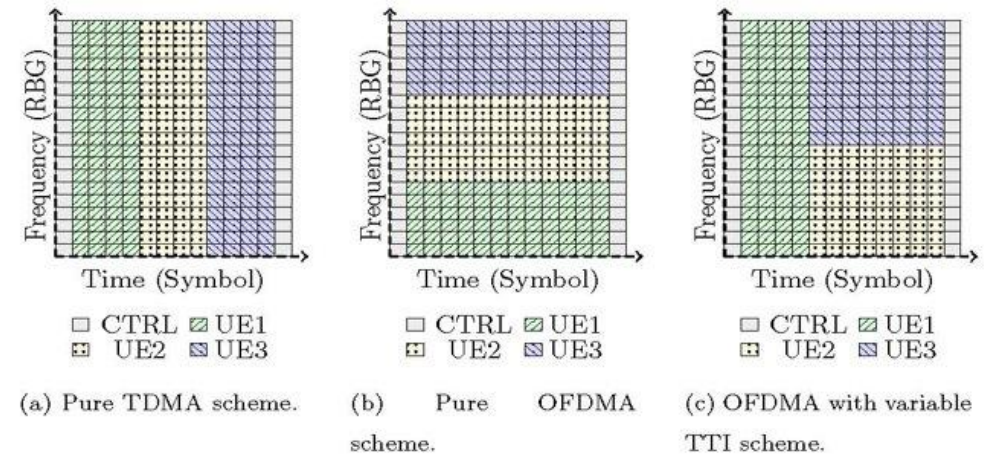 Frequency (RBG)
Time (Symbol)
CTRL UE1
UE2 UE3
(a) Pure TDMA scheme.
Frequency (RBG)
Time (Symbol)
CTRL UE1
UE2 UE3
(b) Pure OFDMA
scheme.
Frequency (RBG)
Time (Symbol)
CTRL UE1
UE2 UE3
(c) OFDMA with variable
TTI scheme.